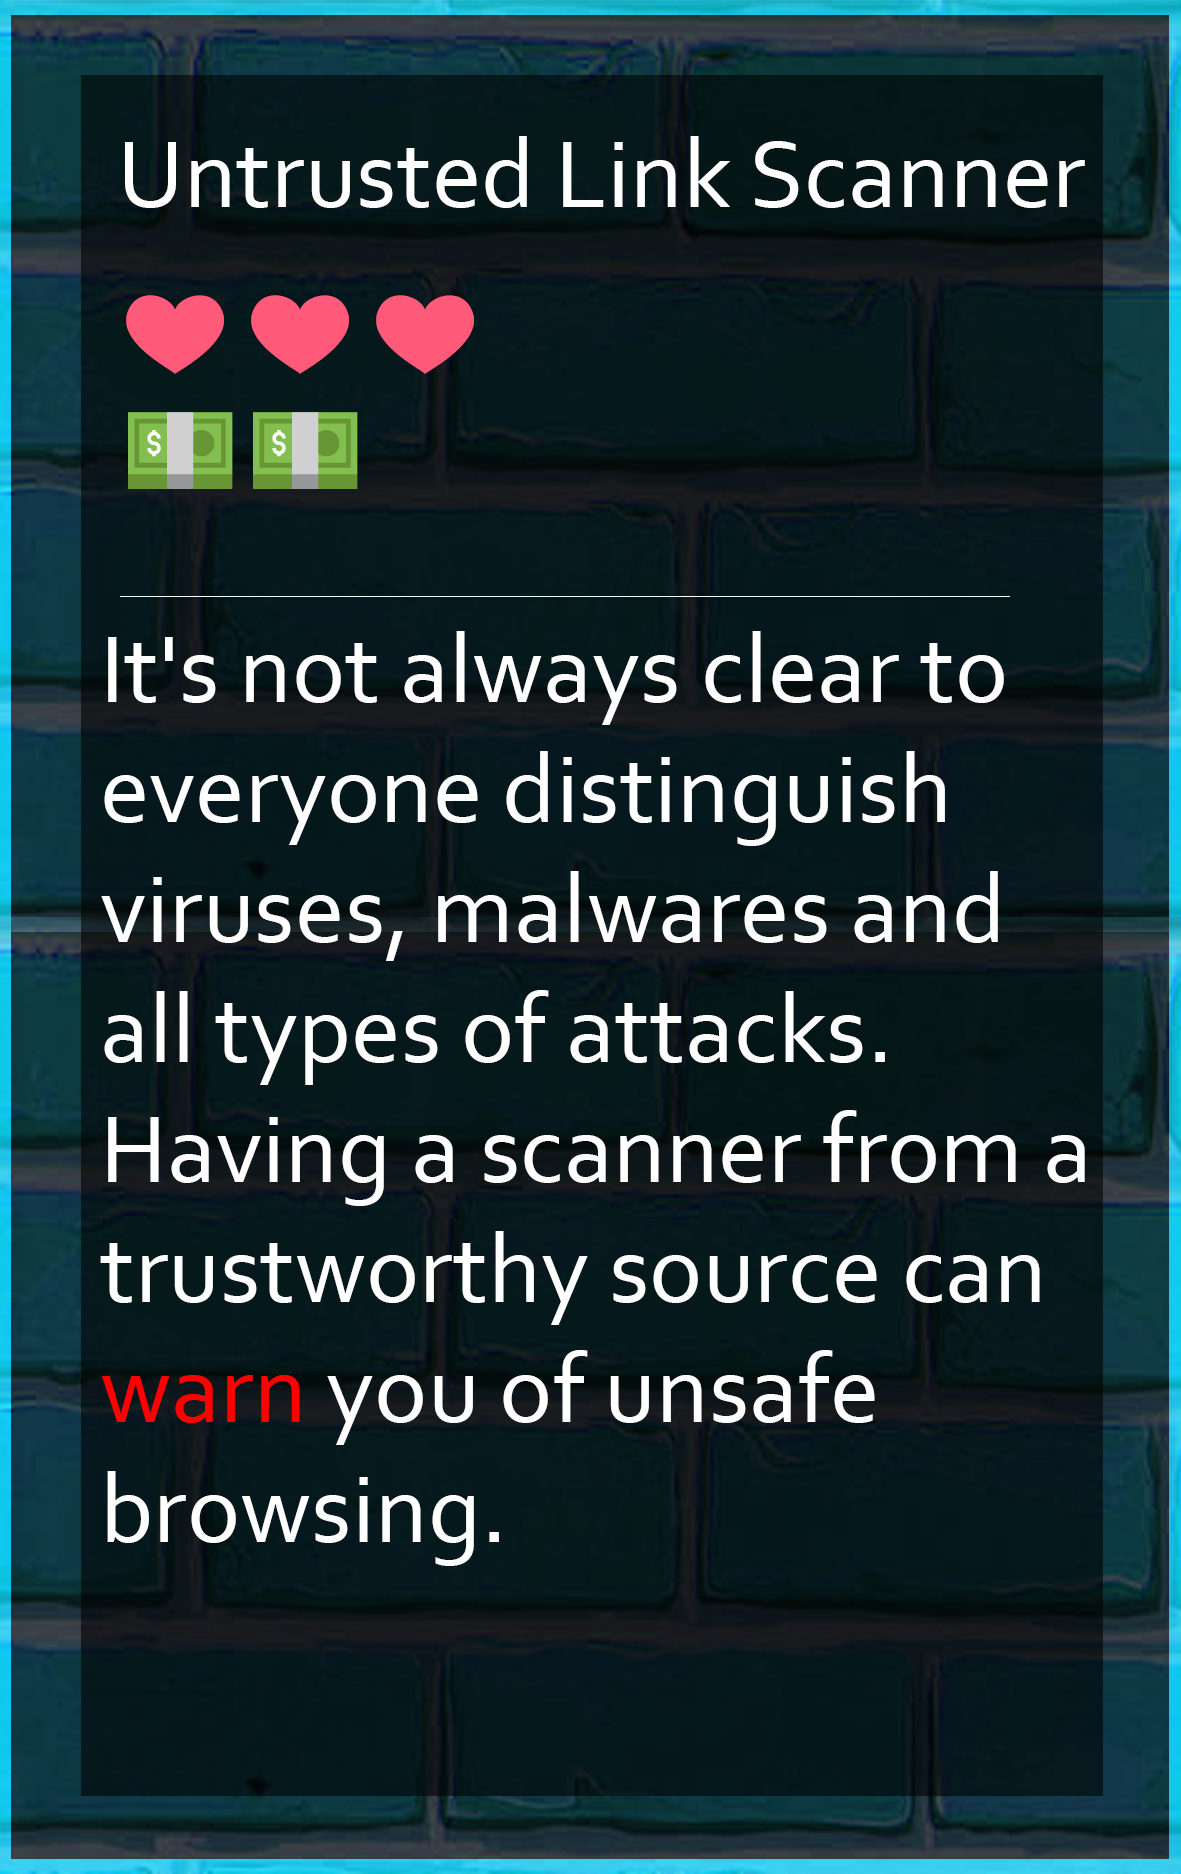 Untrusted Link Scanner
$ $
It's not always clear to
everyone distinguish
viruses, malwares and
all types of attacks.
Having a scanner from a
trustworthy source can
warn you of unsafe
browsing.